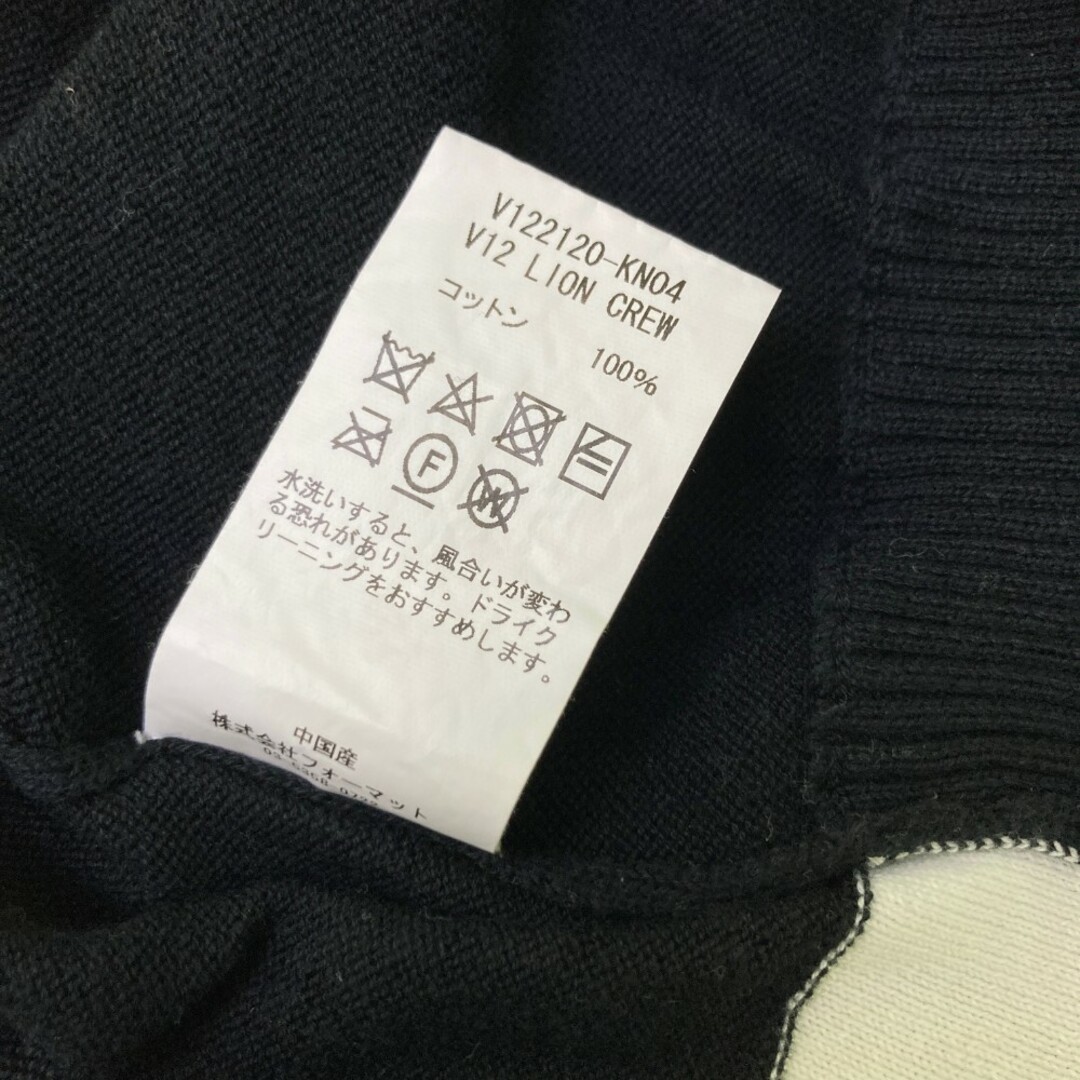 V122120-KN04
V12 LION CREW
コットン 100%
F
W
水洗いすると、風合いが変わ
る恐れがあります。ドライク
リーニングをおすすめします。
中国産
株式会社フォーマット